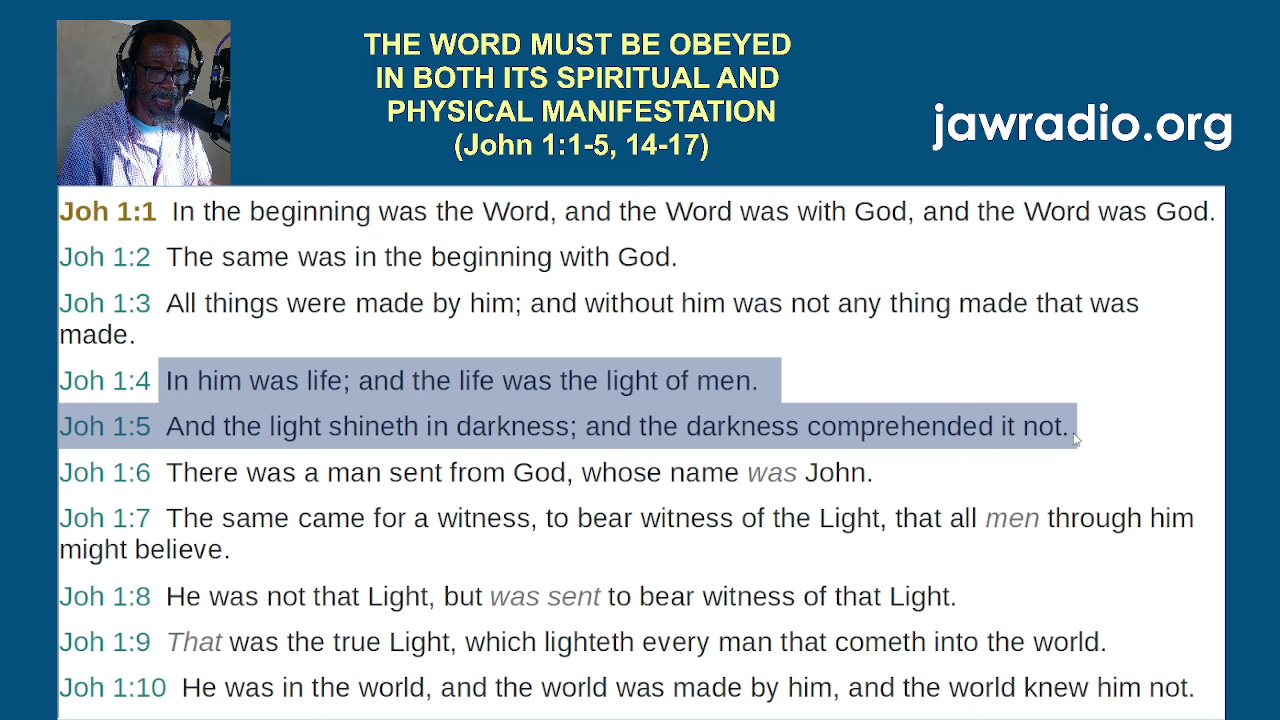 THE WORD MUST BE OBEYED
IN BOTH ITS SPIRITUAL AND
PHYSICAL MANIFESTATION
(John 1:1-5, 14-17)
jawradio.org
Joh 1:1 In the beginning was the Word, and the Word was with God, and the Word was God.
Joh 1:2 The same was in the beginning with God.
Joh 1:3 All things were made by him; and without him was not any thing made that was
made.
Joh 1:4 In him was life; and the life was the light of men.
Joh 1:5 And the light shineth in darkness; and the darkness comprehended it not.
Joh 1:6 There was a man sent from God, whose name was John.
Joh 1:7 The same came for a witness, to bear witness of the Light, that all men through him
might believe.
Joh 1:8 He was not that Light, but was sent to bear witness of that Light.
Joh 1:9 That was the true Light, which lighteth every man that cometh into the world.
Joh 1:10 He was in the world, and the world was made by him, and the world knew him not.